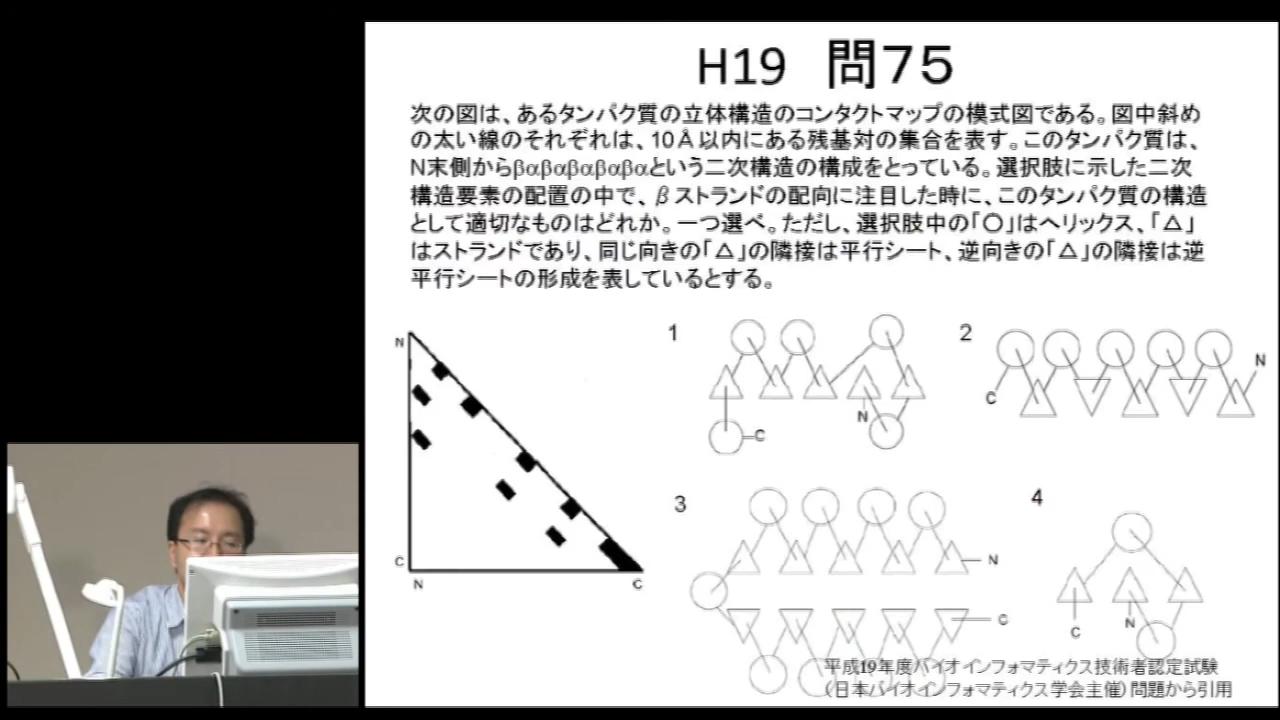 H19 問75
次の図は、あるタンパク質の立体構造のコンタクトマップの模式図である。図中斜め
の太い線のそれぞれは、10Å以内にある残基対の集合を表す。このタンパク質は、
N末側からβαβαβαβαβαという二次構造の構成をとっている。選択肢に示した二次
構造要素の配置の中で、βストランドの配向に注目した時に、このタンパク質の構造
として適切なものはどれか。一つ選べ。ただし、選択肢中の「○」はヘリックス、「△」
はストランドであり、同じ向きの「△」の隣接は平行シート、逆向きの「△」の隣接は逆
平行シートの形成を表しているとする。
1
2
N
N
C
N
C
C
N
C
3
4
N
C
C
N
平成19年度バイオインフォマティクス技術者認定試験
(日本バイオインフォマティクス学会主催)問題から引用